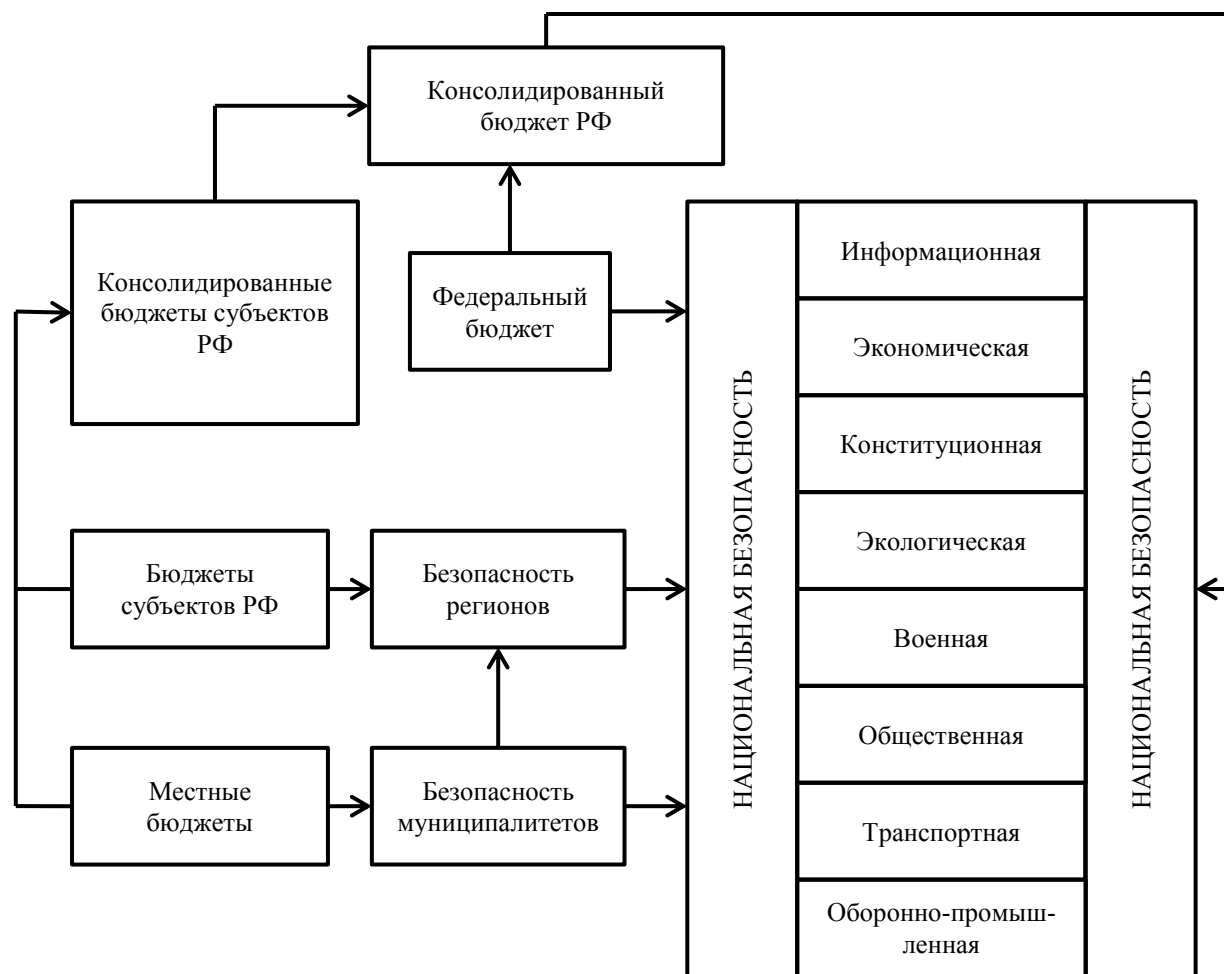 Консолидированный
бюджет РФ
Консолидированные
бюджеты субъектов
РФ
Федеральный
бюджет
Бюджеты
субъектов РФ
Безопасность
регионов
Местные
бюджеты
Безопасность
муниципалитетов
НАЦИОНАЛЬНАЯ БЕЗОПАСНОСТЬ
Информационная
Экономическая
Конституционная
Экологическая
Военная
Общественная
Транспортная
Оборонно-промыш-
ленная
НАЦИОНАЛЬНАЯ БЕЗОПАСНОСТЬ